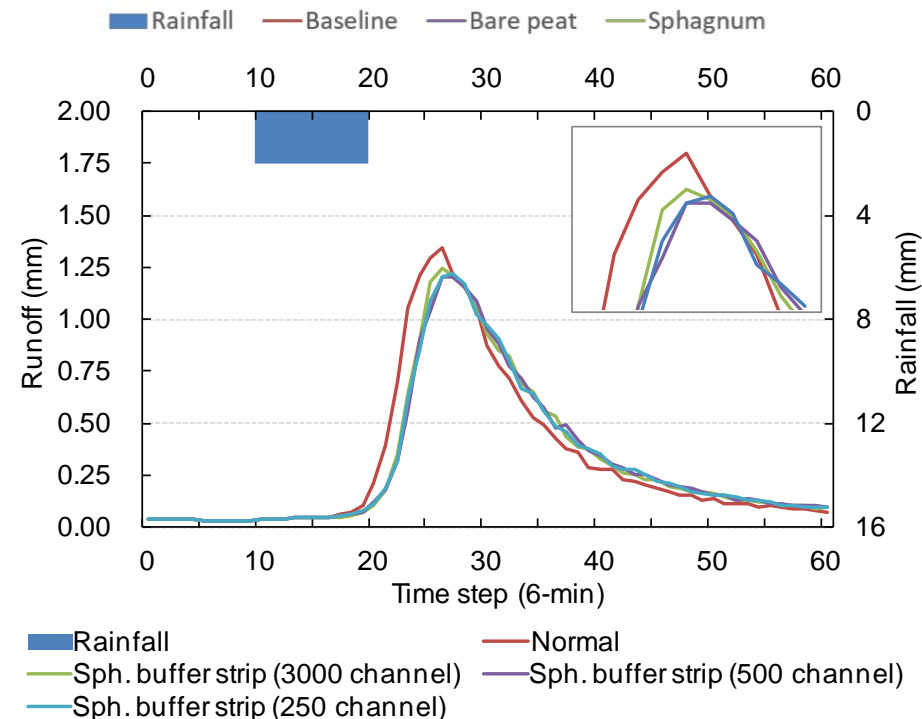 Rainfall Baseline Bare peat Sphagnum
0 10 20 30 40 50 60
2.00 0
1.75
1.50 4
1.25
1.00 8
0.75
0.50 12
0.25
0.00 16
Runoff (mm)
Rainfall (mm)
0 10 20 30 40 50 60
Time step (6-min)
Rainfall Normal
Sph. buffer strip (3000 channel) Sph. buffer strip (500 channel)
Sph. buffer strip (250 channel)